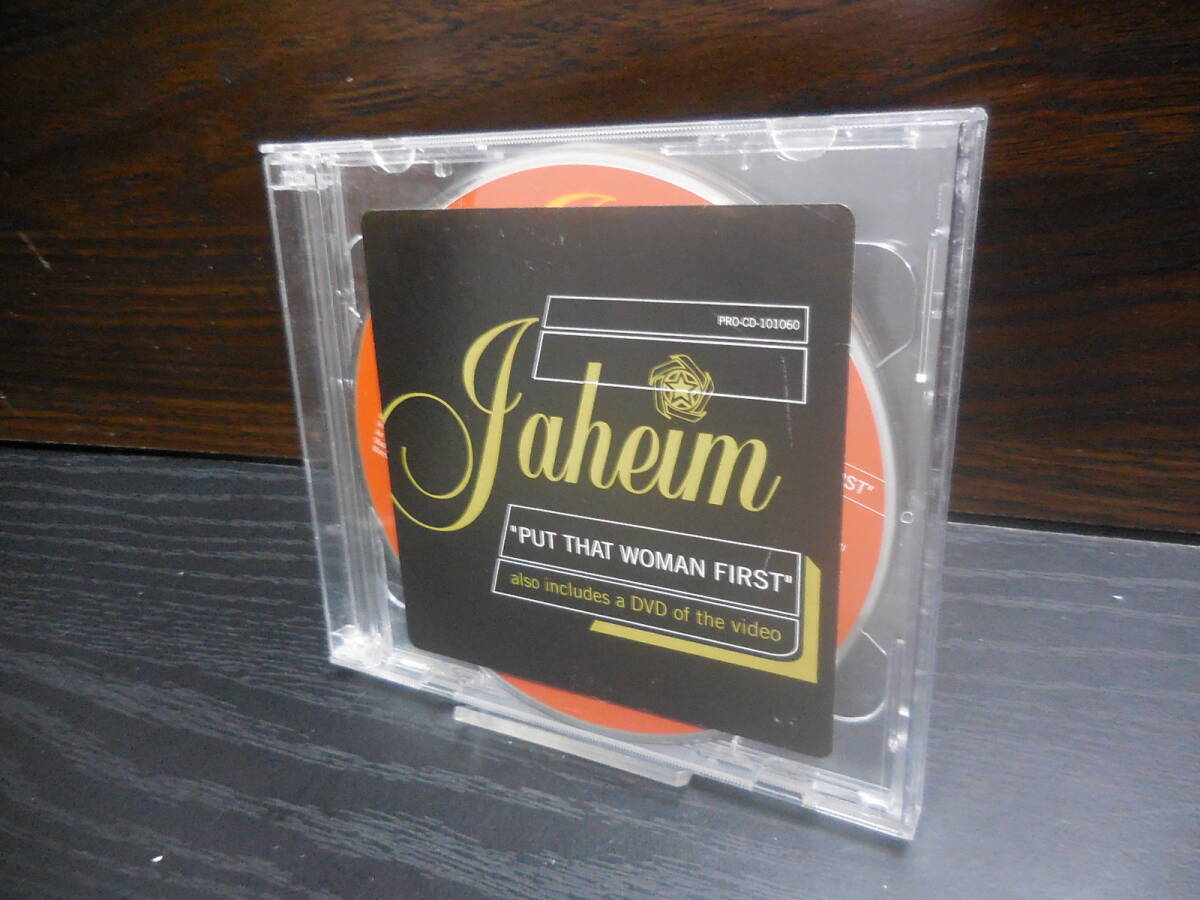 PRO-CD-101060
Jaheim
"PUT THAT WOMAN FIRST"
also includes a DVD of the video